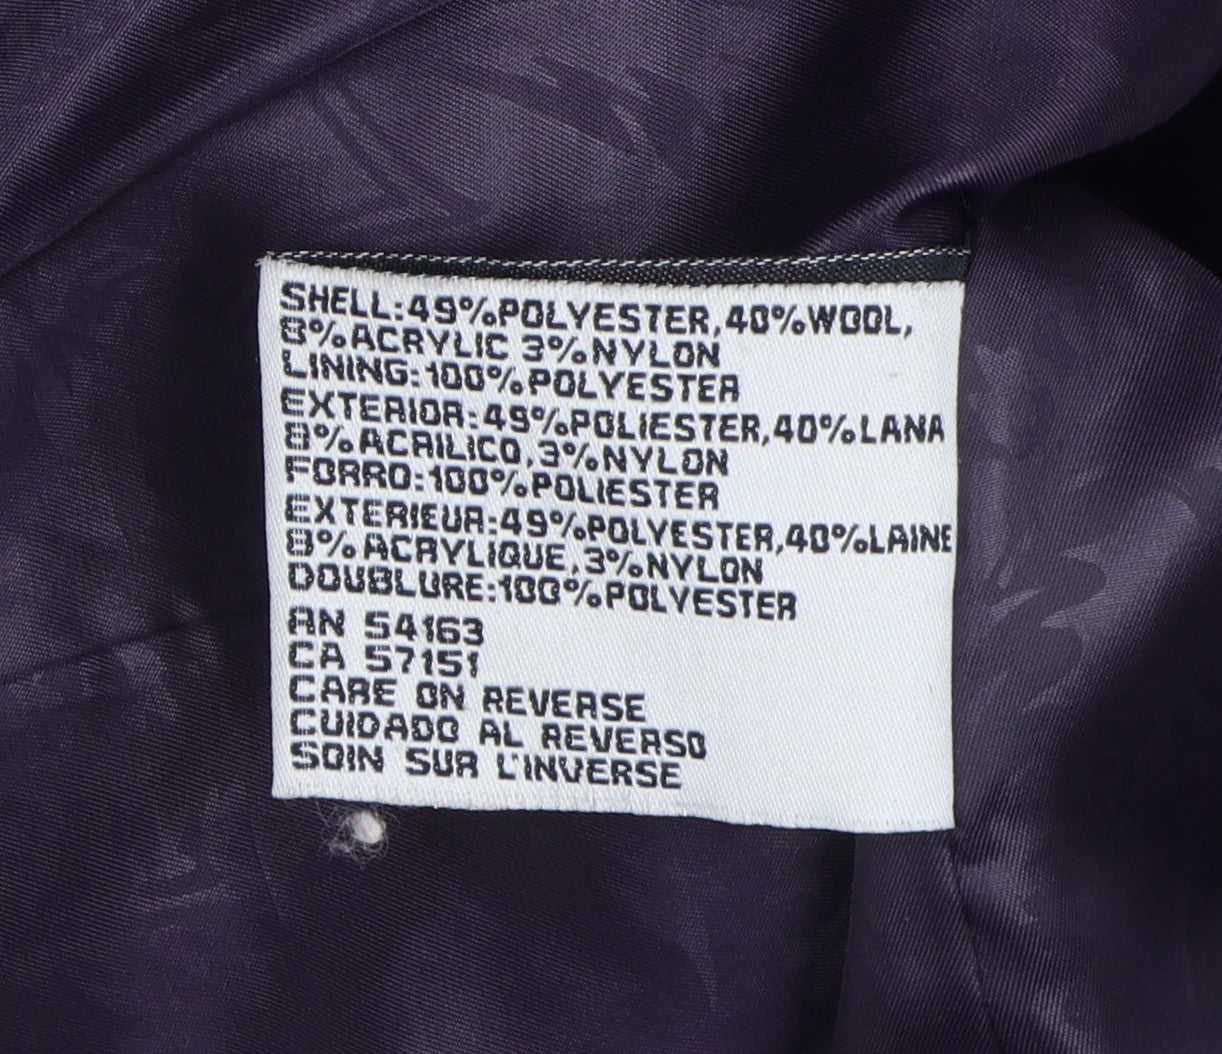 SHELL:49%POLYESTER,40%WOOL,
8%ACRYLIC 3%NYLON
LINING:100%POLYESTER
EXTERIOR:49%POLIESTER,40%LANA
8%ACRILICO,3%NYLON
FORRO:100%POLIESTER
EXTERIEUR:49%POLYESTER,40%LAINE
8%ACRYLIQUE,3%NYLON
DOUBLURE:100%POLYESTER
RN 54163
CA 57151
CARE ON REVERSE
CUIDADO AL REVERSO
SOIN SUR L'INVERSE